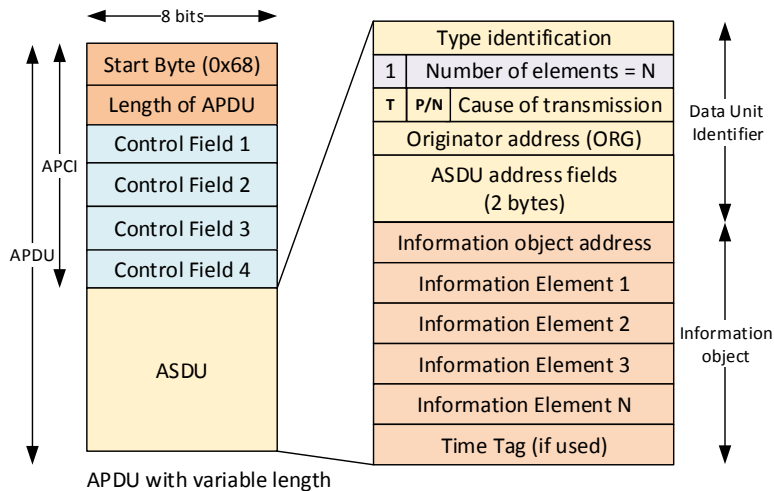 8 bits
Start Byte (0x68)
Length of APDU
Control Field 1
Control Field 2
Control Field 3
Control Field 4
ASDU
APCI
APDU
APDU with variable length
Type identification
1 Number of elements = N
T P/N Cause of transmission
Originator address (ORG)
ASDU address fields
(2 bytes)
Information object address
Information Element 1
Information Element 2
Information Element 3
Information Element N
Time Tag (if used)
Data Unit
Identifier
Information
object